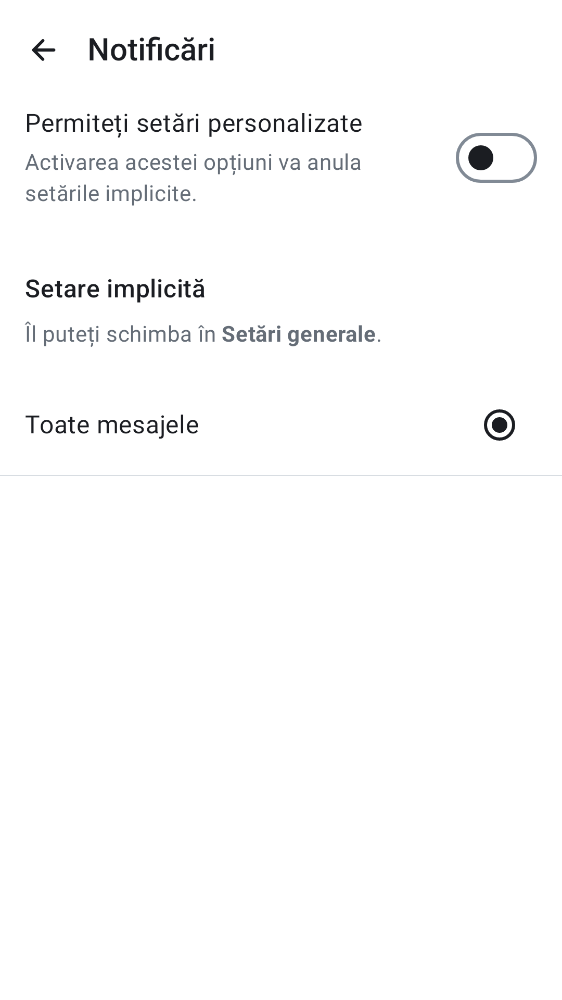 Notificări
Permiteți setări personalizate
Activarea acestei opțiuni va anula
setările implicite.
Setare implicită
Îl puteți schimba în Setări generale.
Toate mesajele